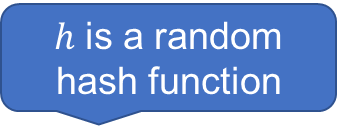 h is a random
hash function